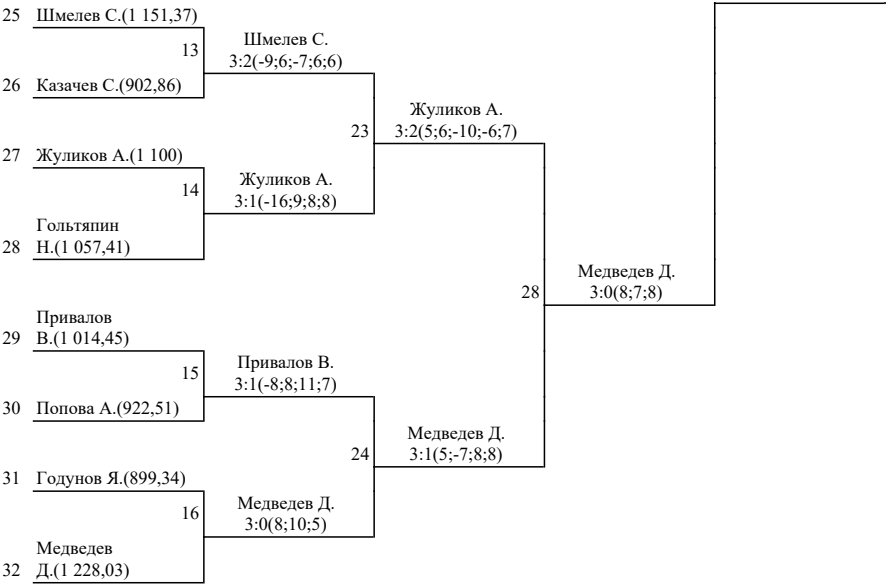 25 Шмелев С.(1 151,37)
13
Шмелев С.
3:2(-9;6;-7;6;6)
26 Казачев С.(902,86)
23
Жуликов А.
3:2(5;6;-10;-6;7)
27 Жуликов А.(1 100)
14
Жуликов А.
3:1(-16;9;8;8)
Гольтяпин
28 Н.(1 057,41)
28
Медведев Д.
3:0(8;7;8)
Привалов
29 В.(1 014,45)
15
Привалов В.
3:1(-8;8;11;7)
30 Попова А.(922,51)
24
Медведев Д.
3:1(5;-7;8;8)
31 Годунов Я.(899,34)
16
Медведев Д.
3:0(8;10;5)
Медведев
32 Д.(1 228,03)